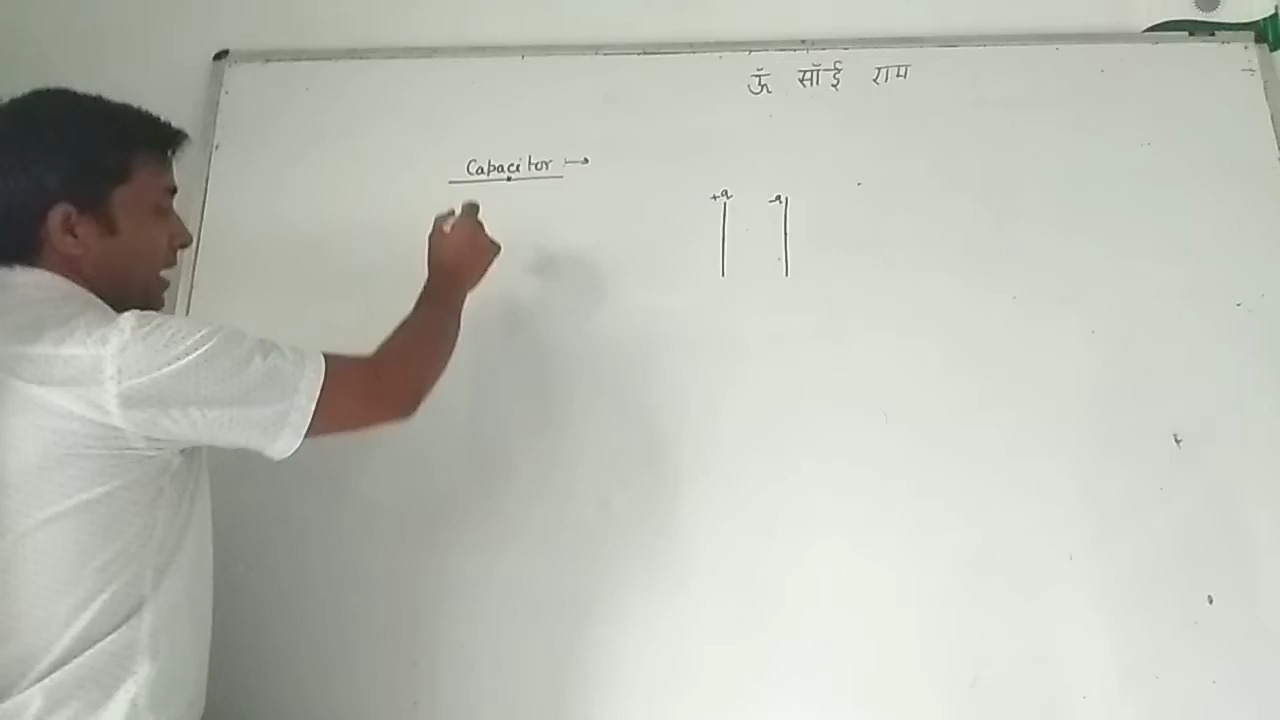 ॐ सॉई राम
Capacitor →
+q -q